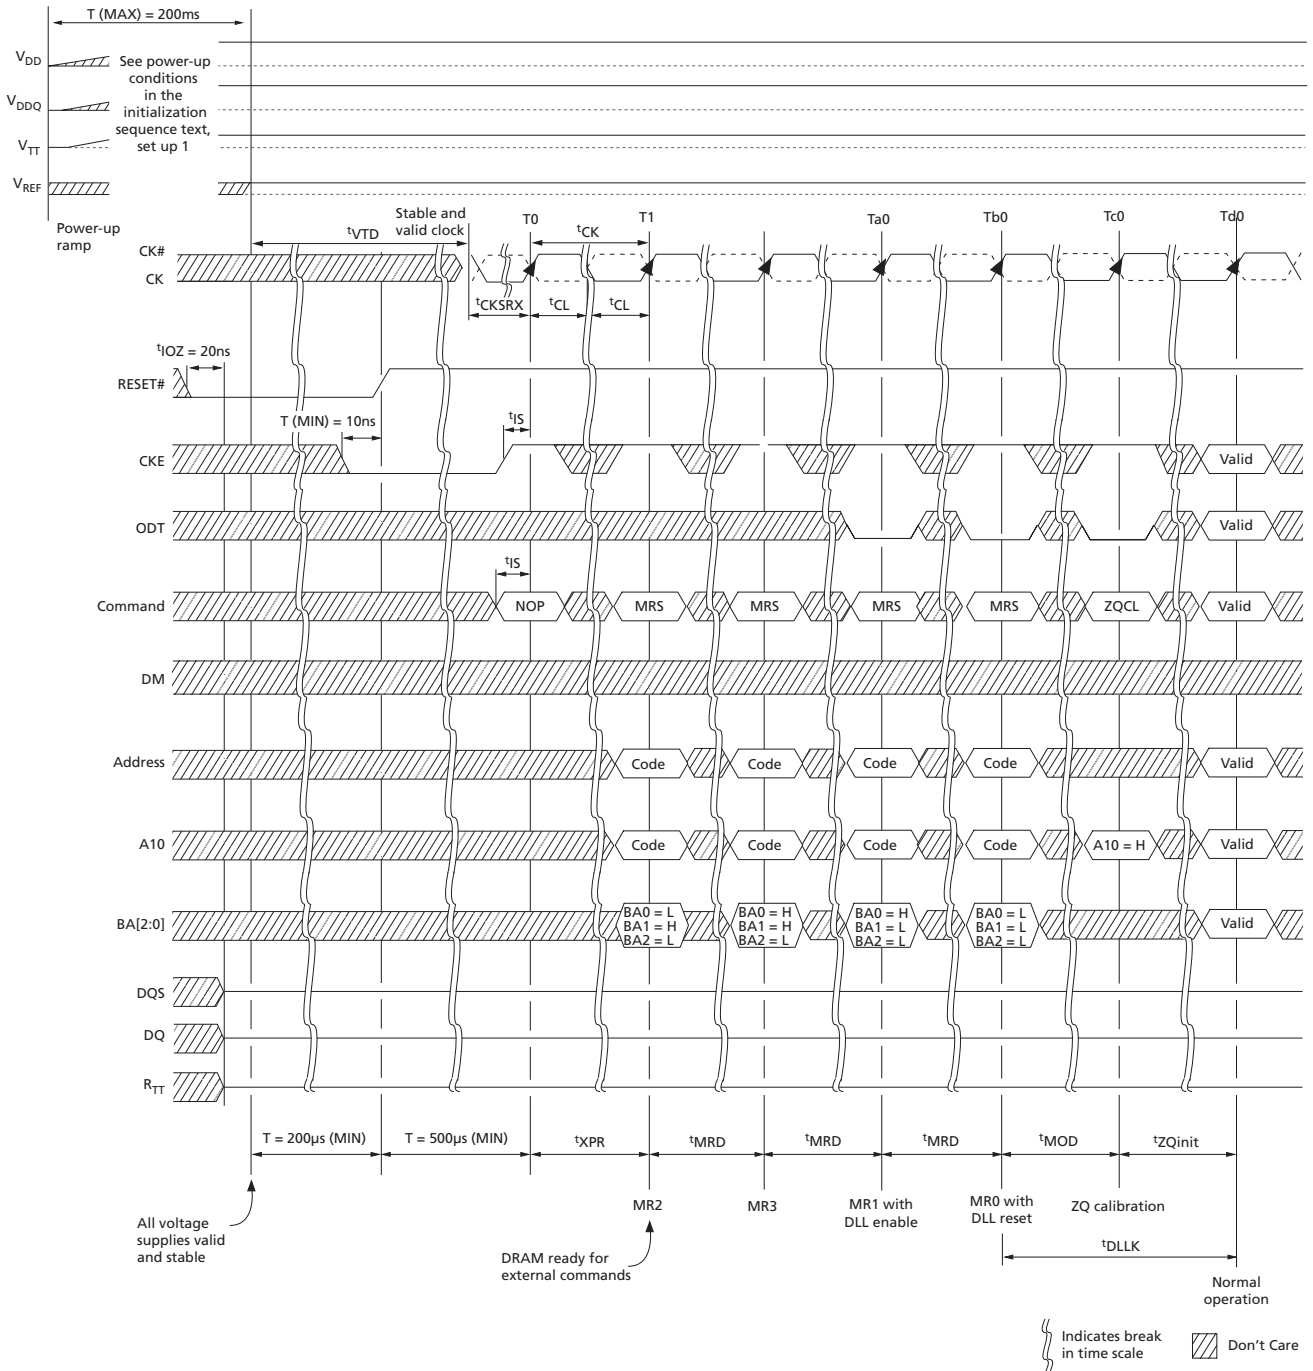 T (MAX) = 200ms
VDD
See power-up
conditions
in the
initialization
sequence text,
set up 1
VDDQ
VTT
VREF
Power-up
ramp
tVTD
Stable and
valid clock
T0
T1
Ta0
Tb0
Tc0
Td0
tCK
CK#
CK
tCKSRX
tCL
tCL
tIOZ = 20ns
RESET#
T (MIN) = 10ns
tIS
CKE
Valid
ODT
Valid
tIS
Command
NOP
MRS
MRS
MRS
MRS
ZQCL
Valid
DM
Address
Code
Code
Code
Code
Valid
A10
Code
Code
Code
Code
A10 = H
Valid
BA[2:0]
BA0 = L
BA1 = H
BA2 = L
BA0 = H
BA1 = H
BA2 = L
BA0 = H
BA1 = L
BA2 = L
BA0 = L
BA1 = L
BA2 = L
Valid
DQS
DQ
RTT
T = 200µs (MIN)
T = 500µs (MIN)
tXPR
tMRD
tMRD
tMRD
tMOD
tZQinit
MR2
MR3
MR1 with
DLL enable
MR0 with
DLL reset
ZQ calibration
All voltage
supplies valid
and stable
DRAM ready for
external commands
tDLLK
Normal
operation
Indicates break
in time scale
Don't Care